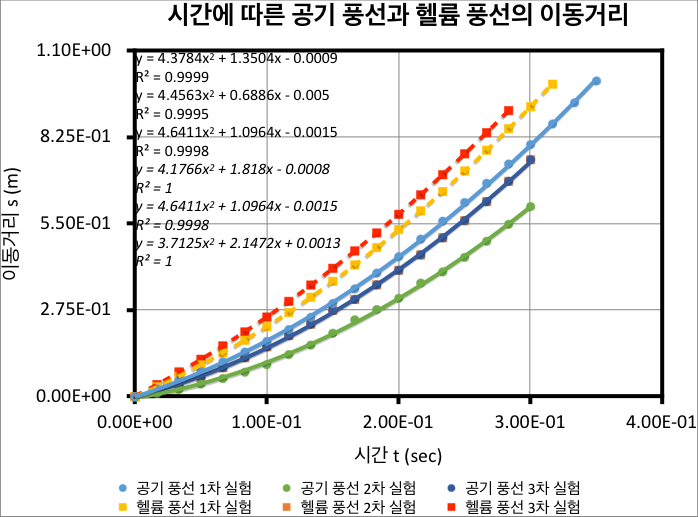 시간에 따른 공기 풍선과 헬륨 풍선의 이동거리
1.10E+00
y = 4.3784x² + 1.3504x - 0.0009
R² = 0.9999
y = 4.4563x² + 0.6886x - 0.005
R² = 0.9995
8.25E-01
y = 4.6411x² + 1.0964x - 0.0015
R² = 0.9998
y = 4.1766x² + 1.818x - 0.0008
R² = 1
y = 4.6411x² + 1.0964x - 0.0015
5.50E-01
R² = 0.9998
y = 3.7125x² + 2.1472x + 0.0013
R² = 1
이동거리 s (m)
2.75E-01
0.00E+00
0.00E+00 1.00E-01 2.00E-01 3.00E-01 4.00E-01
시간 t (sec)
공기 풍선 1차 실험 공기 풍선 2차 실험 공기 풍선 3차 실험
헬륨 풍선 1차 실험 헬륨 풍선 2차 실험 헬륨 풍선 3차 실험